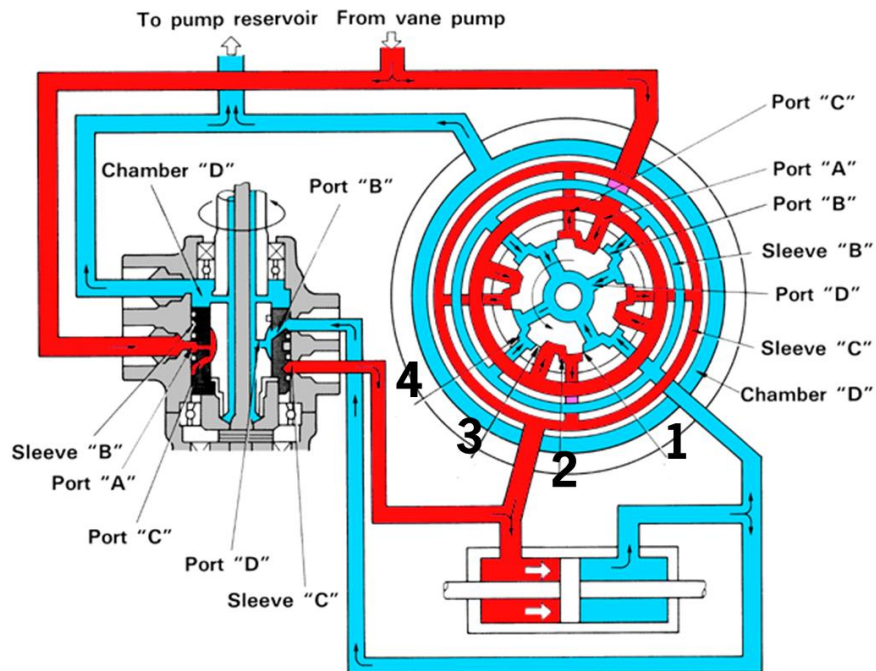 To pump reservoir
From vane pump
Port “C”
Port “A”
Port “B”
Sleeve “B”
Port “D”
Sleeve “C”
Chamber “D”
Chamber “D”
Port “B”
Sleeve “B”
Port “A”
Port “C”
Port “D”
Sleeve “C”
4
3
2
1